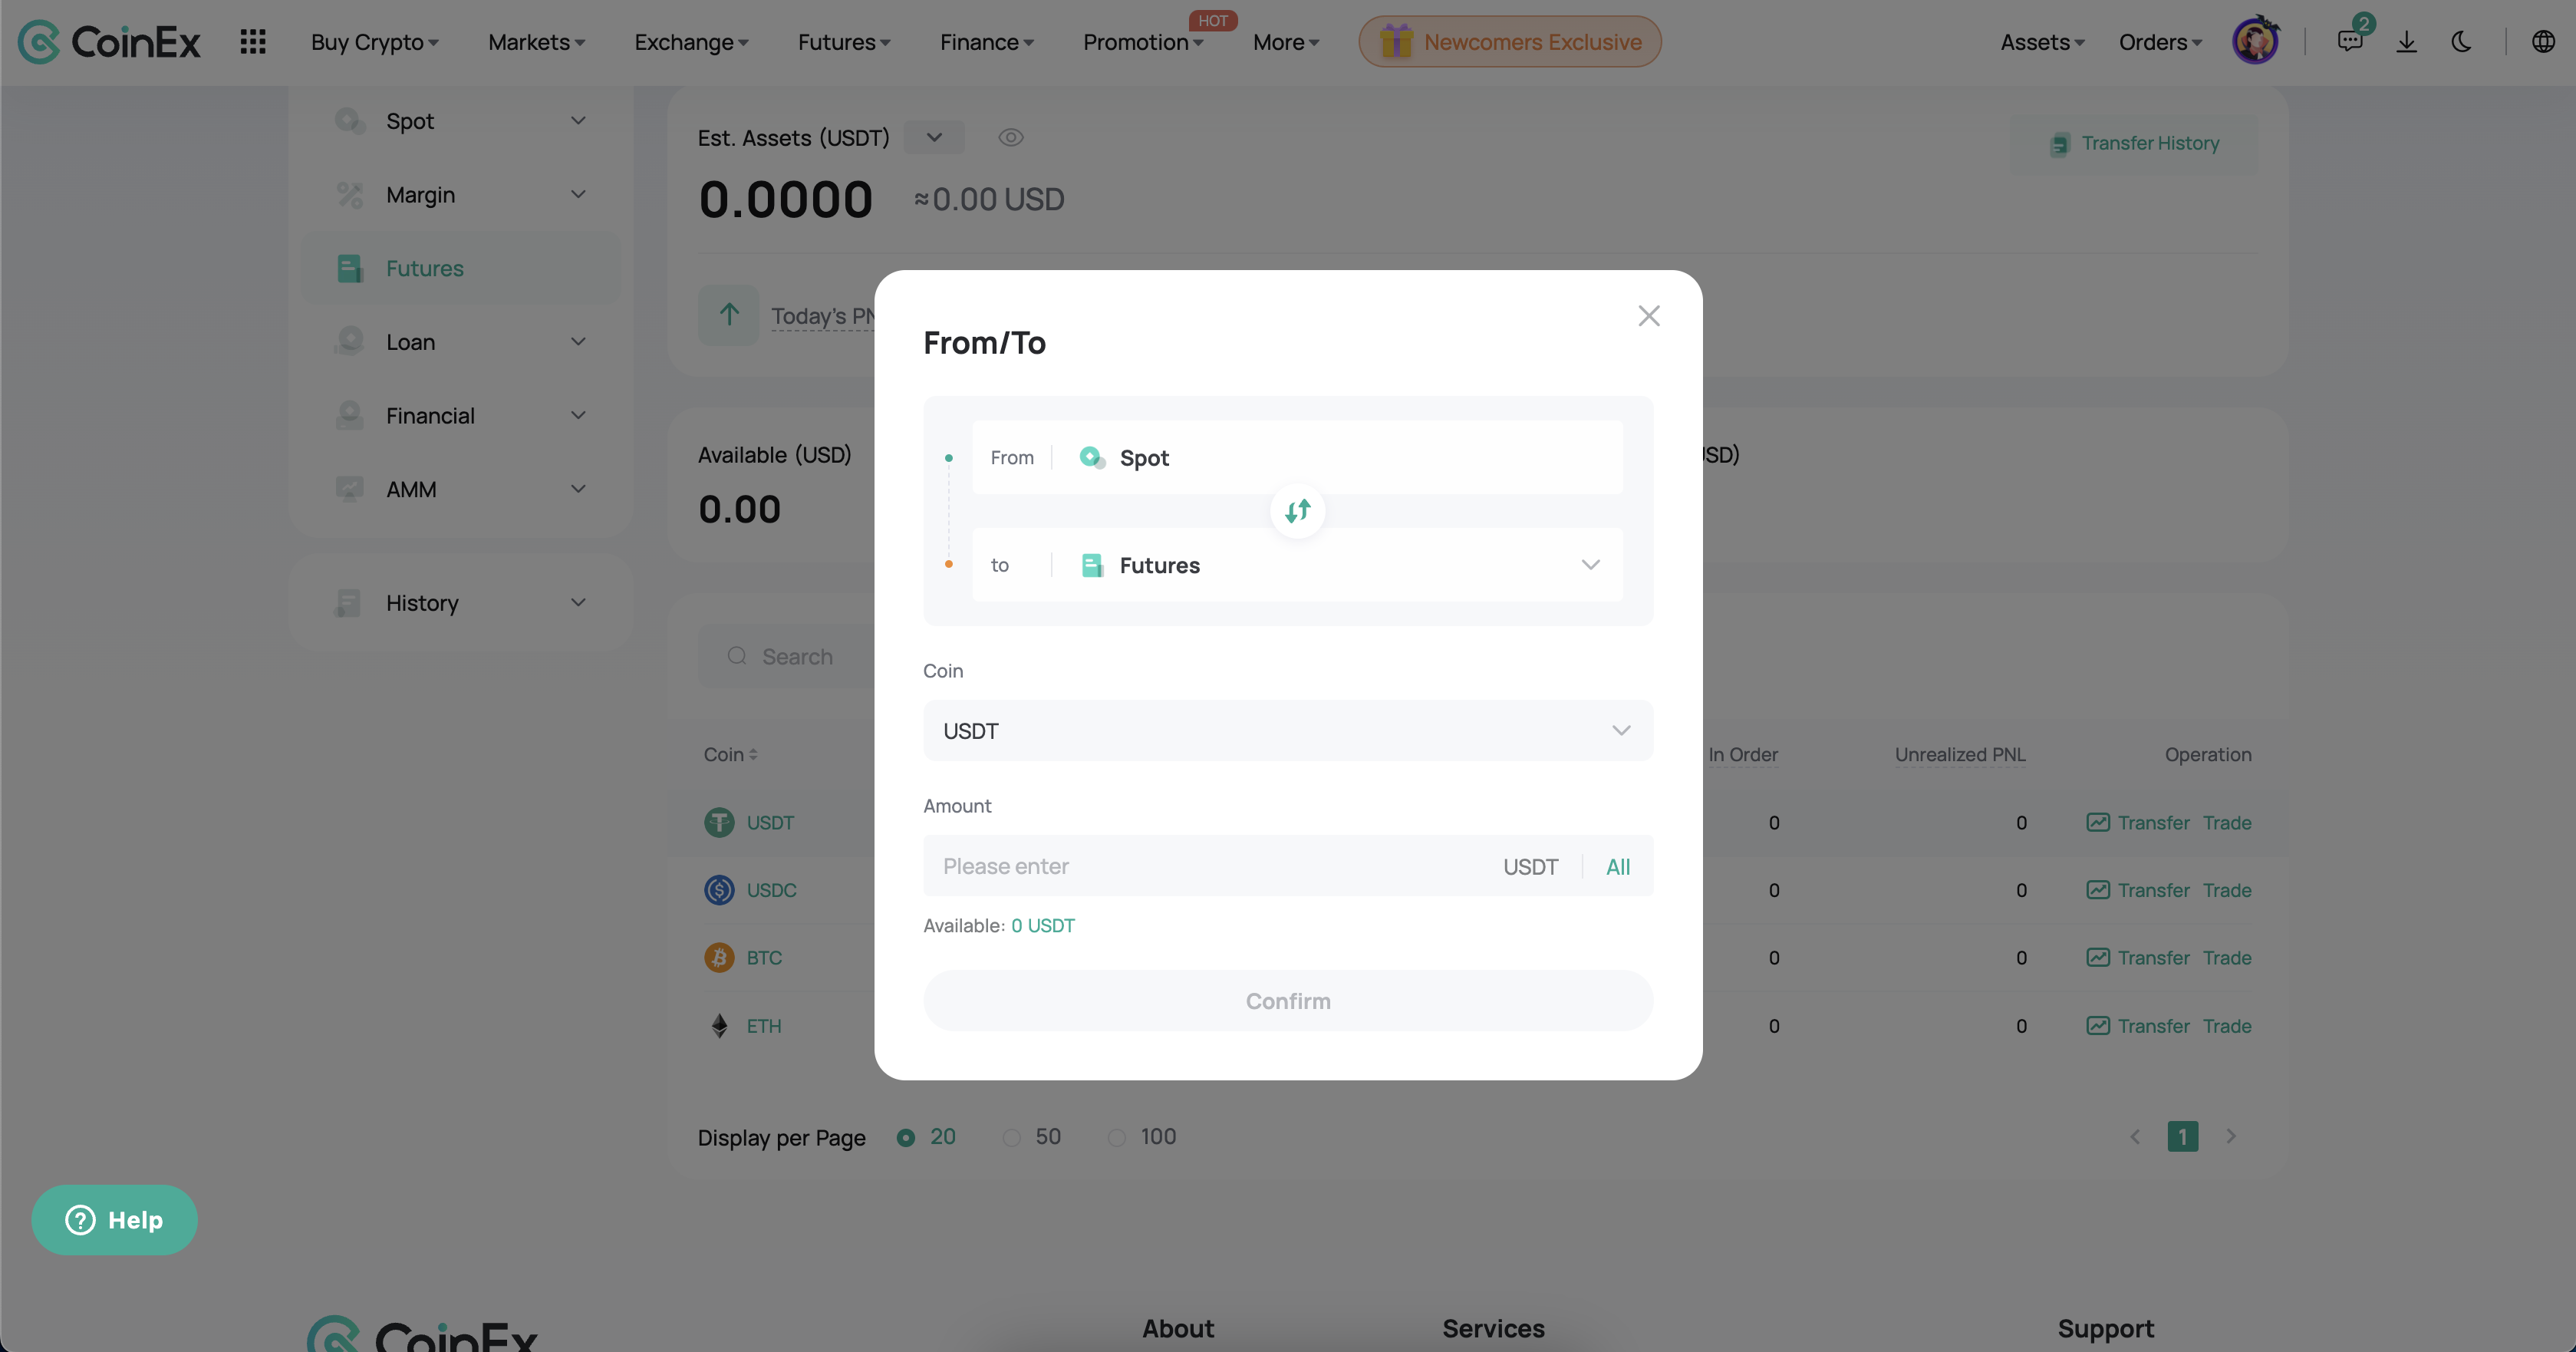 CoinEx
Buy Crypto
Markets
Exchange
Futures
Finance
Promotion
HOT
More
Newcomers Exclusive
Assets
Orders
2
Spot
Margin
Futures
Loan
Financial
AMM
History
Est. Assets (USDT)
0.0000 ≈0.00 USD
Transfer History
Today's PN
Available (USD)
0.00
SD)
Search
Coin
In Order
Unrealized PNL
Operation
USDT
0
0
Transfer Trade
USDC
0
0
Transfer Trade
BTC
0
0
Transfer Trade
ETH
0
0
Transfer Trade
Display per Page
20
50
100
1
From/To
From
Spot
to
Futures
Coin
USDT
Amount
Please enter
USDT
All
Available: 0 USDT
Confirm
Help
CoinEx
About
Services
Support